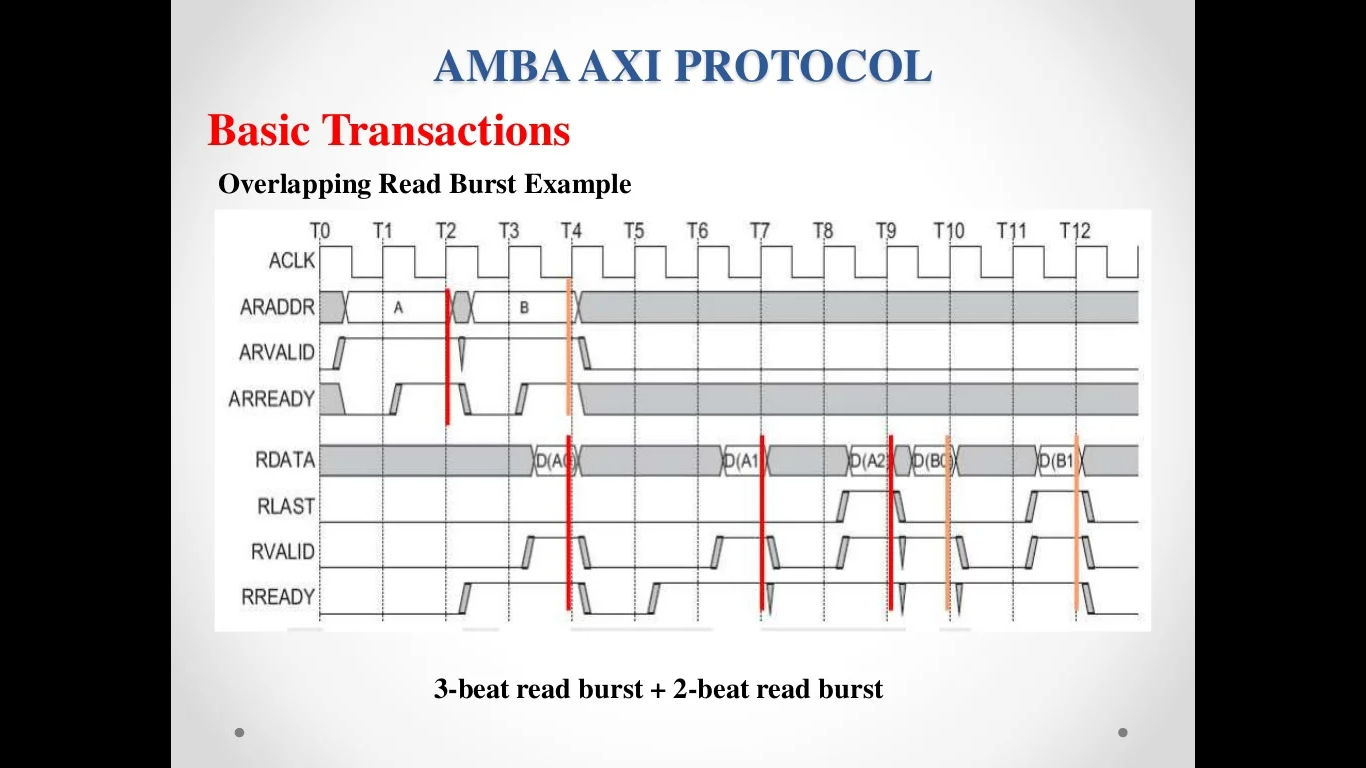 AMBA AXI PROTOCOL
Basic Transactions
Overlapping Read Burst Example
T0 T1 T2 T3 T4 T5 T6 T7 T8 T9 T10 T11 T12
ACLK
ARADDR A B
ARVALID
ARREADY
RDATA D(A0) D(A1 D(A2) D(B0) D(B1
RLAST
RVALID
RREADY
3-beat read burst + 2-beat read burst